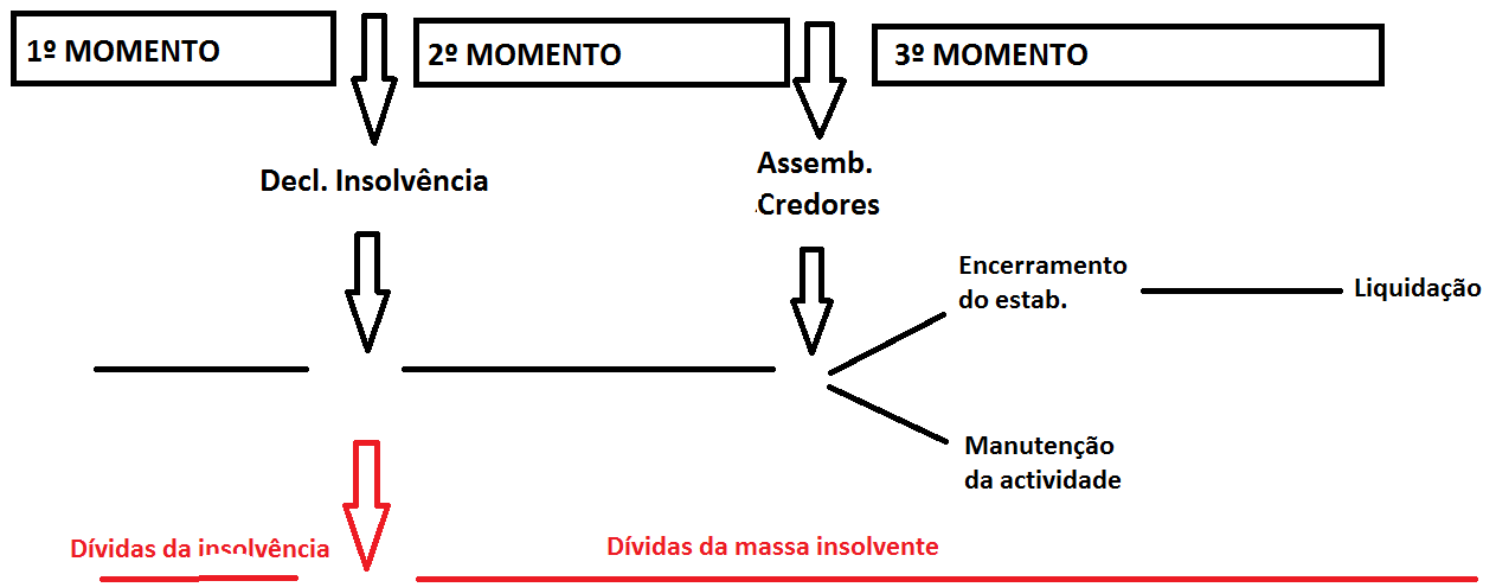 1º MOMENTO
2º MOMENTO
3º MOMENTO
Decl. Insolvência
Assemb.
Credores
Encerramento
do estab.
Liquidação
Manutenção
da actividade
Dívidas da insolvência
Dívidas da massa insolvente